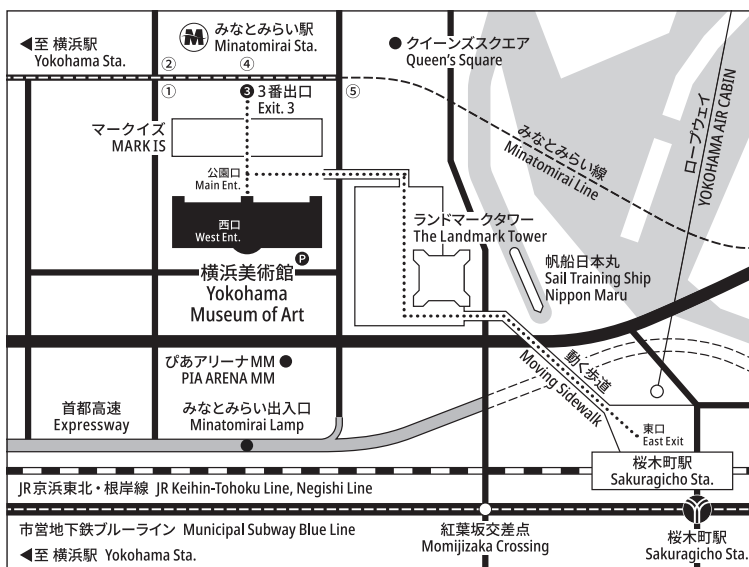 ◀至 横浜駅
Yokohama Sta.
M
みなとみらい駅
Minatomirai Sta.
● クイーンズスクエア
Queen's Square
②
④
①
❸ 3番出口
Exit. 3
⑤
マークイズ
MARK IS
公園口
Main Ent.
西口
West Ent.
横浜美術館
P
Yokohama
Museum of Art
みなとみらい線
Minatomirai Line
ロープウェイ
YOKOHAMA AIR CABIN
ランドマークタワー
The Landmark Tower
帆船日本丸
Sail Training Ship
Nippon Maru
ぴあアリーナMM ●
PIA ARENA MM
動く歩道
Moving Sidewalk
首都高速
Expressway
みなとみらい出入口
Minatomirai Lamp
東口
East Exit
桜木町駅
Sakuragicho Sta.
JR京浜東北・根岸線 JR Keihin-Tohoku Line, Negishi Line
市営地下鉄ブルーライン Municipal Subway Blue Line
◀至 横浜駅 Yokohama Sta.
紅葉坂交差点
Momijizaka Crossing
桜木町駅
Sakuragicho Sta.